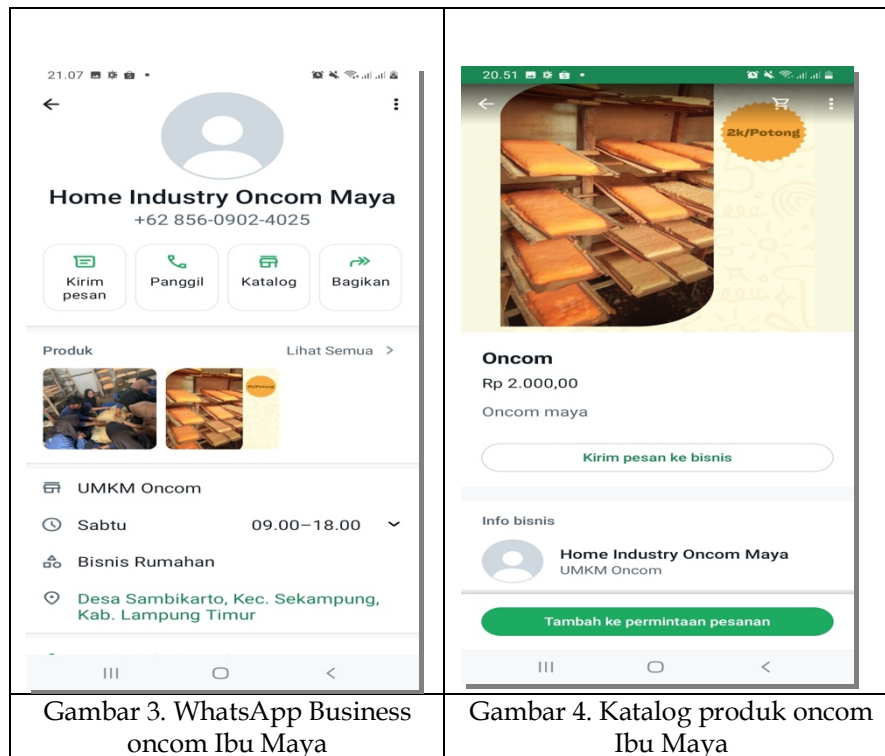 21.07
Home Industry Oncom Maya
+62 856-0902-4025
Kirim pesan
Panggil
Katalog
Bagikan
Produk
Lihat Semua >
2k/Potong
UMKM Oncom
Sabtu 09.00–18.00
Bisnis Rumahan
Desa Sambikarto, Kec. Sekampung,
Kab. Lampung Timur
Gambar 3. WhatsApp Business
oncom Ibu Maya
20.51
2k/Potong
Oncom
Rp 2.000,00
Oncom maya
Kirim pesan ke bisnis
Info bisnis
Home Industry Oncom Maya
UMKM Oncom
Tambah ke permintaan pesanan
Gambar 4. Katalog produk oncom
Ibu Maya